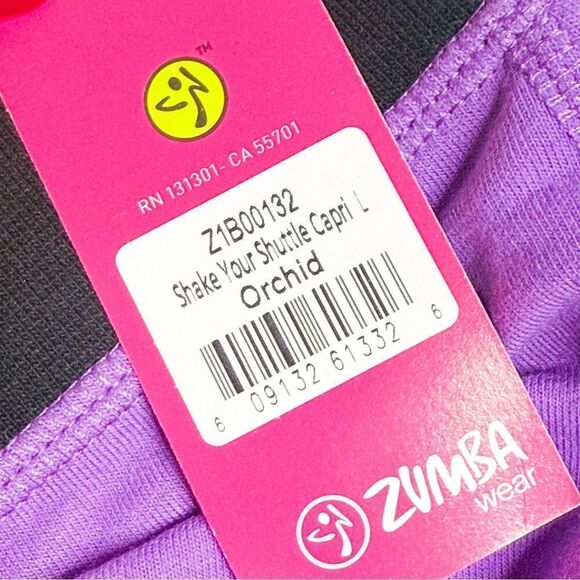 TM
RN 131301- CA 55701
Z1B00132
Shake Your Shuttle Capri L
Orchid
6 09132 61332 6
ZUMBA
wear